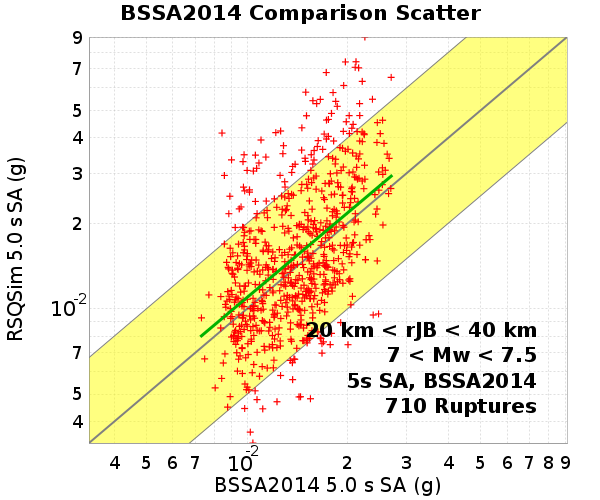 BSSA2014 Comparison Scatter
RSQSim 5.0 s SA (g)
9
7
5
4
3
2
10-2
7
5
4
20 km < rJB < 40 km
7 < Mw < 7.5
5s SA, BSSA2014
710 Ruptures
4 5 6 7 10-2 2 3 4 5 6 7 8 9
BSSA2014 5.0 s SA (g)